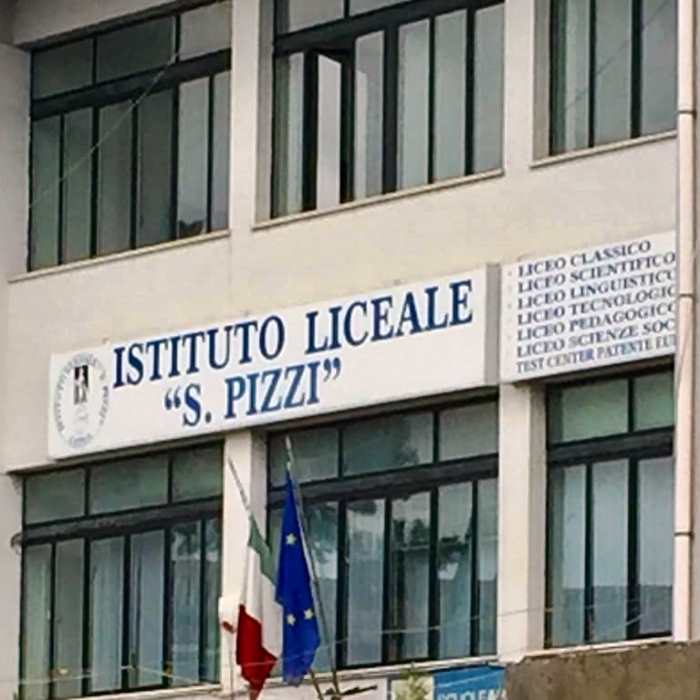 ISTITUTO LICEALE
"S. PIZZI"
LICEO CLASSICO
LICEO SCIENTIFICO
LICEO LINGUISTICO
LICEO TECNOLOGIC
LICEO PEDAGOGICO
LICEO SCIENZE SOC
TEST CENTER PATENTE EU